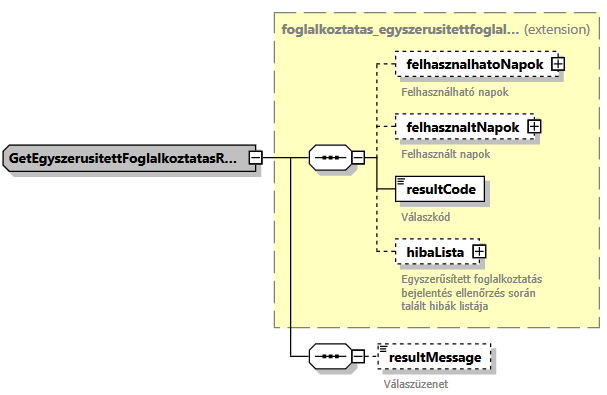 foglalkoztatas_egyszerusitettfoglal... (extension)
felhasznalhatoNapok
Felhasználható napok
felhasznaltNapok
Felhasznált napok
GetEgyszerusitettFoglalkoztatasR...
resultCode
Válaszkód
hibaLista
Egyszerűsített foglalkoztatás
bejelentés ellenőrzés során
talált hibák listája
resultMessage
Válaszüzenet